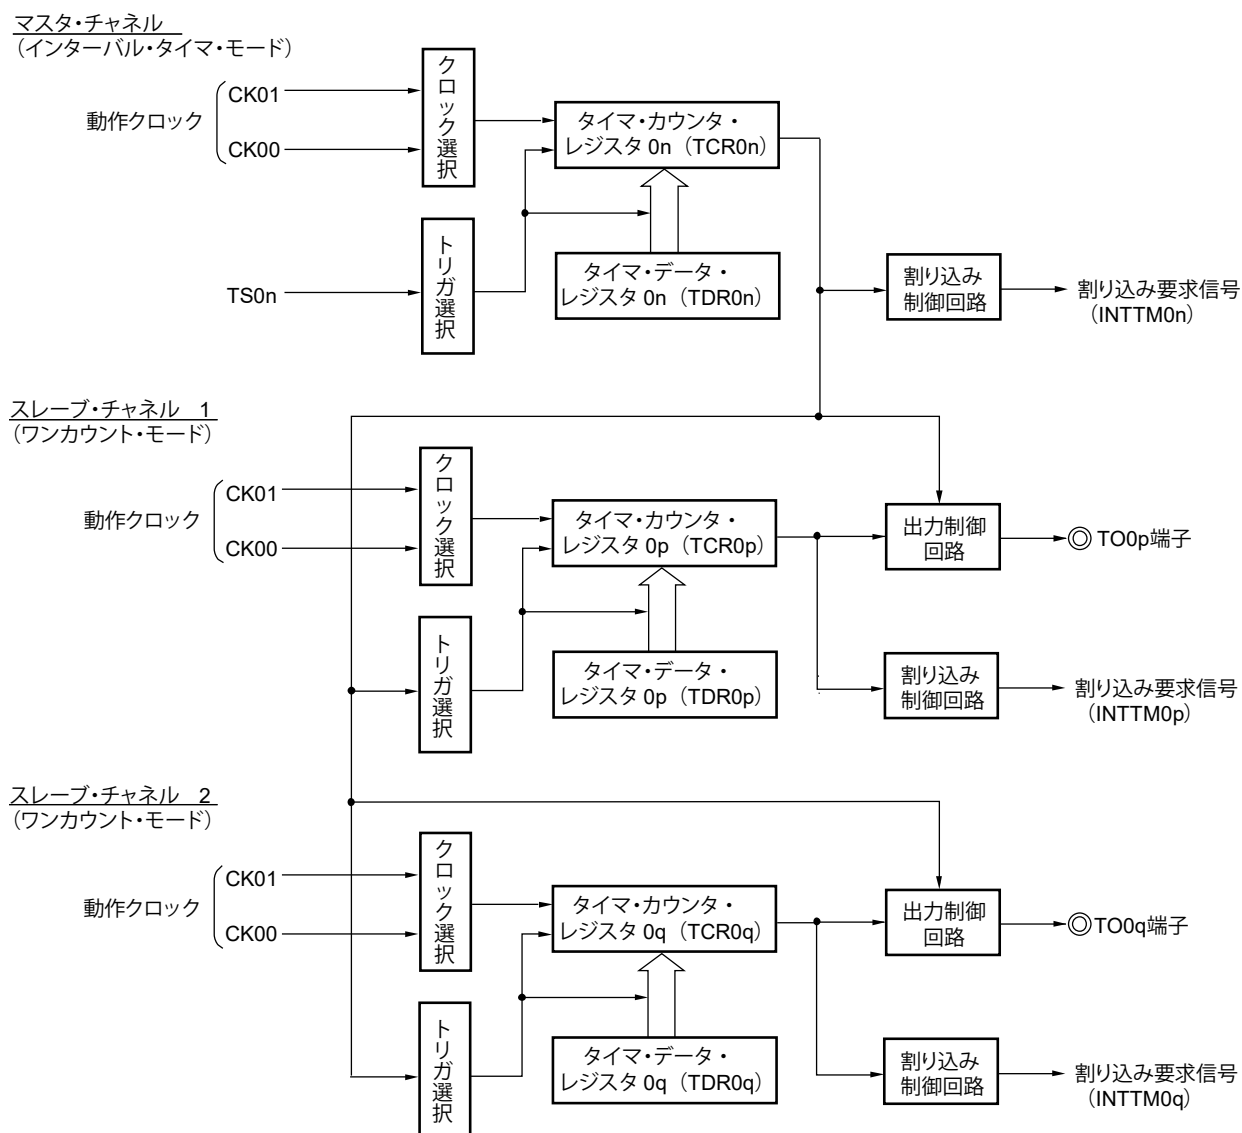 マスタ・チャネル
（インターバル・タイマ・モード）
動作クロック
CK01
CK00
クロック選択
タイマ・カウンタ・
レジスタ 0n（TCR0n）
TS0n
トリガ選択
タイマ・データ・
レジスタ 0n（TDR0n）
割り込み
制御回路
割り込み要求信号
（INTTM0n）
スレーブ・チャネル 1
（ワンカウント・モード）
動作クロック
CK01
CK00
クロック選択
タイマ・カウンタ・
レジスタ 0p（TCR0p）
出力制御
回路
TO0p端子
トリガ選択
タイマ・データ・
レジスタ 0p（TDR0p）
割り込み
制御回路
割り込み要求信号
（INTTM0p）
スレーブ・チャネル 2
（ワンカウント・モード）
動作クロック
CK01
CK00
クロック選択
タイマ・カウンタ・
レジスタ 0q（TCR0q）
出力制御
回路
TO0q端子
トリガ選択
タイマ・データ・
レジスタ 0q（TDR0q）
割り込み
制御回路
割り込み要求信号
（INTTM0q）